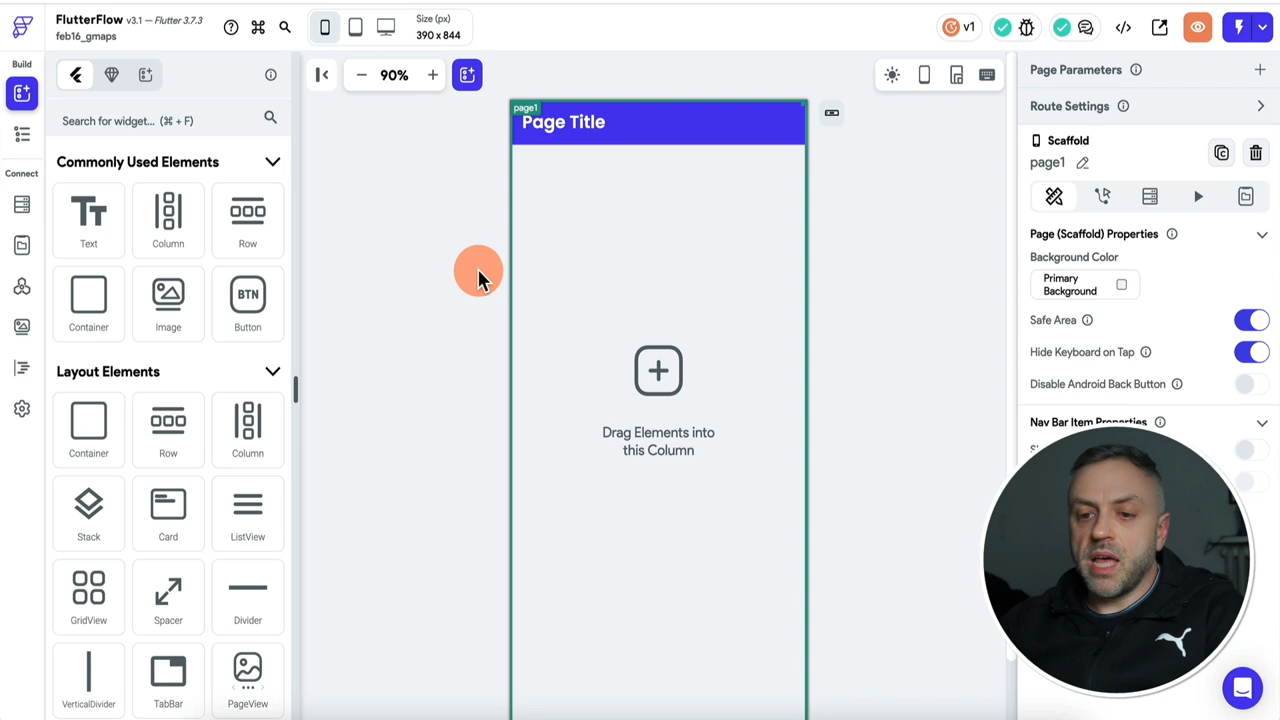 FlutterFlow v3.1 – Flutter 3.7.3
feb16_gmaps
Size (px)
390 x 844
v1
Build
Connect
90%
Search for widget... (⌘ + F)
Commonly Used Elements
Text
Column
Row
Container
Image
BTN
Button
Layout Elements
Container
Row
Column
Stack
Card
ListView
GridView
Spacer
Divider
VerticalDivider
TabBar
PageView
page1
Page Title
Drag Elements into
this Column
Page Parameters
Route Settings
Scaffold
page1
Page (Scaffold) Properties
Background Color
Primary
Background
Safe Area
Hide Keyboard on Tap
Disable Android Back Button
Nav Bar Item Properties